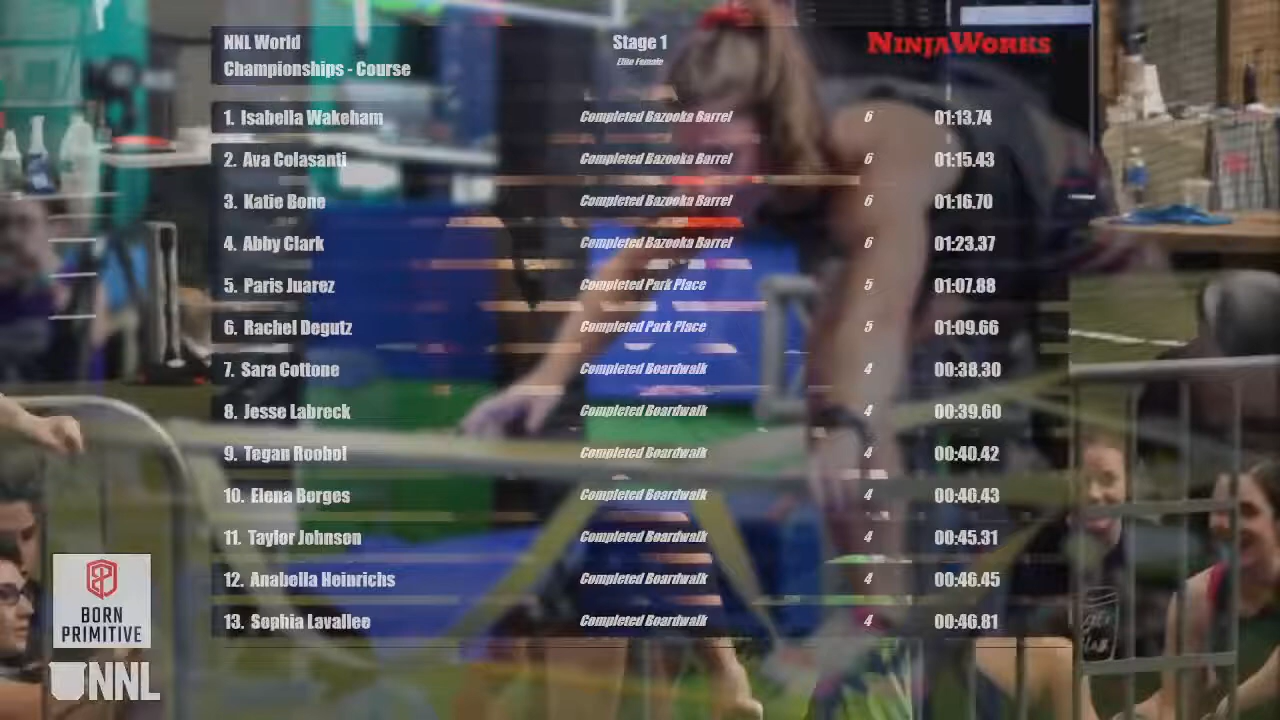 NNL World
Championships - Course
Stage 1
Elite Female
NINJAWORKS
1. Isabella Wakeham Completed Bazooka Barrel 6 01:13.74
2. Ava Colasanti Completed Bazooka Barrel 6 01:15.43
3. Katie Bone Completed Bazooka Barrel 6 01:16.70
4. Abby Clark Completed Bazooka Barrel 6 01:23.37
5. Paris Juarez Completed Park Place 5 01:07.88
6. Rachel Degutz Completed Park Place 5 01:09.66
7. Sara Cottone Completed Boardwalk 4 00:38.30
8. Jesse Labreck Completed Boardwalk 4 00:39.60
9. Tegan Roobol Completed Boardwalk 4 00:40.42
10. Elena Borges Completed Boardwalk 4 00:40.43
11. Taylor Johnson Completed Boardwalk 4 00:45.31
12. Anabella Heinrichs Completed Boardwalk 4 00:46.45
13. Sophia Lavallee Completed Boardwalk 4 00:46.81
BORN
PRIMITIVE
NNL